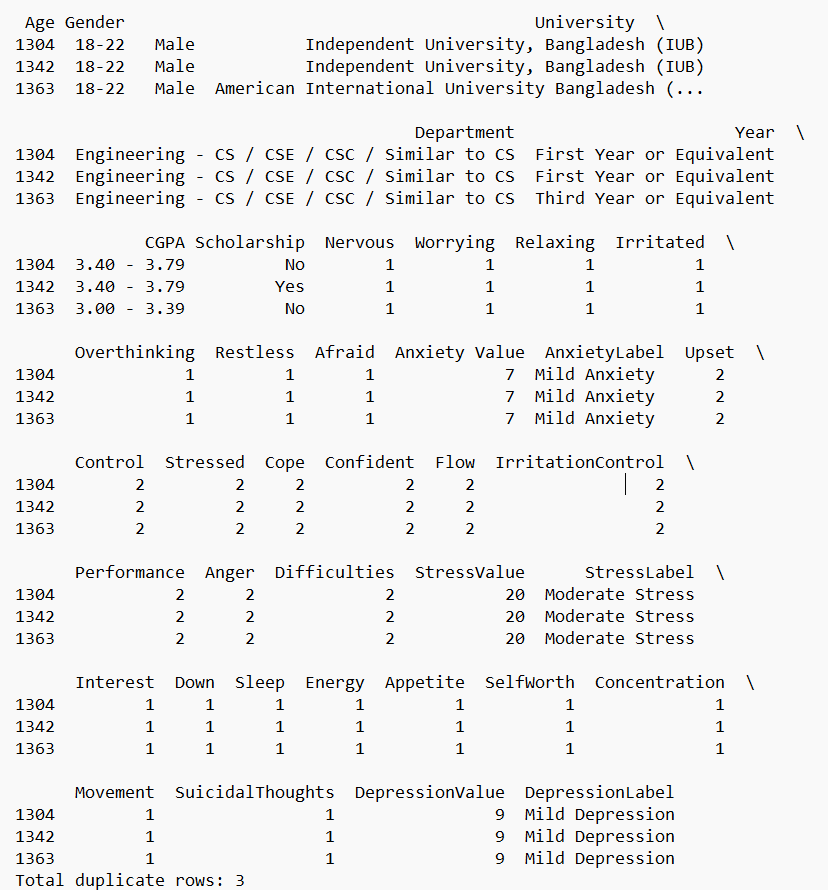 Age Gender University \
1304 18-22 Male Independent University, Bangladesh (IUB)
1342 18-22 Male Independent University, Bangladesh (IUB)
1363 18-22 Male American International University Bangladesh (...
Department Year \
1304 Engineering - CS / CSE / CSC / Similar to CS First Year or Equivalent
1342 Engineering - CS / CSE / CSC / Similar to CS First Year or Equivalent
1363 Engineering - CS / CSE / CSC / Similar to CS Third Year or Equivalent
CGPA Scholarship Nervous Worrying Relaxing Irritated \
1304 3.40 - 3.79 No 1 1 1 1
1342 3.40 - 3.79 Yes 1 1 1 1
1363 3.00 - 3.39 No 1 1 1 1
Overthinking Restless Afraid Anxiety Value AnxietyLabel Upset \
1304 1 1 1 7 Mild Anxiety 2
1342 1 1 1 7 Mild Anxiety 2
1363 1 1 1 7 Mild Anxiety 2
Control Stressed Cope Confident Flow IrritationControl \
1304 2 2 2 2 2 2
1342 2 2 2 2 2 2
1363 2 2 2 2 2 2
Performance Anger Difficulties StressValue StressLabel \
1304 2 2 2 20 Moderate Stress
1342 2 2 2 20 Moderate Stress
1363 2 2 2 20 Moderate Stress
Interest Down Sleep Energy Appetite SelfWorth Concentration \
1304 1 1 1 1 1 1 1
1342 1 1 1 1 1 1 1
1363 1 1 1 1 1 1 1
Movement SuicidalThoughts DepressionValue DepressionLabel
1304 1 1 9 Mild Depression
1342 1 1 9 Mild Depression
1363 1 1 9 Mild Depression
Total duplicate rows: 3